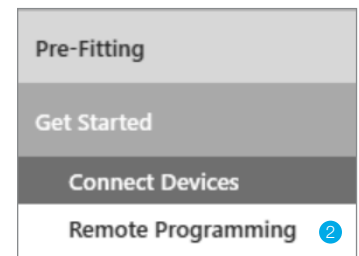 Pre-Fitting
Get Started
Connect Devices
Remote Programming 2